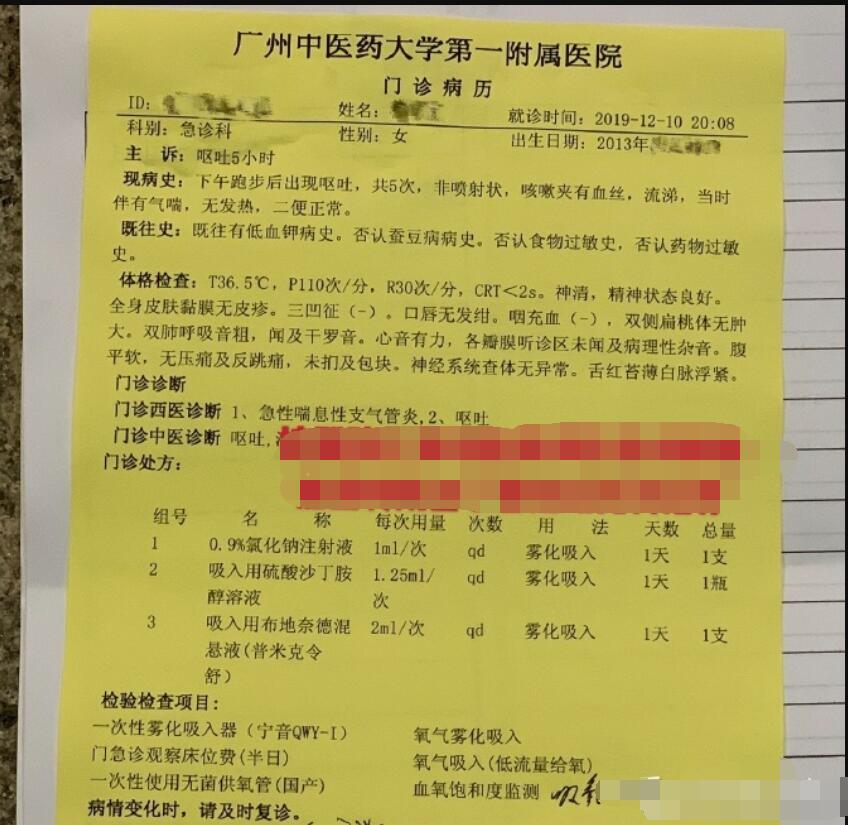 广州中医药大学第一附属医院
门诊病历
ID: 姓名: 就诊时间: 2019-12-10 20:08
科别: 急诊科 性别: 女 出生日期: 2013年
主 诉: 呕吐5小时
现病史: 下午跑步后出现呕吐，共5次，非喷射状，咳嗽夹有血丝，流涕，当时
伴有气喘，无发热，二便正常。
既往史: 既往有低血钾病史。否认蚕豆病病史。否认食物过敏史，否认药物过敏
史。
体格检查: T36.5℃，P110次/分，R30次/分，CRT＜2s。神清，精神状态良好。
全身皮肤黏膜无皮疹。三凹征（-）。口唇无发绀。咽充血（-），双侧扁桃体无肿
大。双肺呼吸音粗，闻及干罗音。心音有力，各瓣膜听诊区未闻及病理性杂音。腹
平软，无压痛及反跳痛，未扪及包块。神经系统查体无异常。舌红苔薄白脉浮紧。
门诊诊断
门诊西医诊断 1、急性喘息性支气管炎,2、呕吐
门诊中医诊断 呕吐,
门诊处方:
组号 名 称 每次用量 次数 用 法 天数 总量
1 0.9%氯化钠注射液 1ml/次 qd 雾化吸入 1天 1支
2 吸入用硫酸沙丁胺 1.25ml/ qd 雾化吸入 1天 1瓶
醇溶液 次
3 吸入用布地奈德混 2ml/次 qd 雾化吸入 1天 1支
悬液(普米克令
舒)
检验检查项目:
一次性雾化吸入器（宁音QWY-I） 氧气雾化吸入
门急诊观察床位费(半日) 氧气吸入(低流量给氧)
一次性使用无菌供氧管(国产) 血氧饱和度监测 吸氧
病情变化时，请及时复诊。